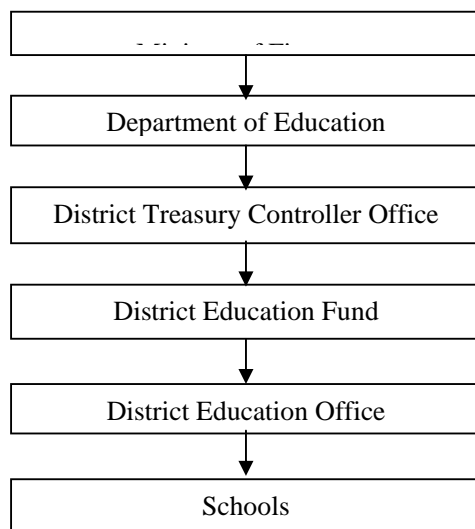 Department of Education
District Treasury Controller Office
District Education Fund
District Education Office
Schools